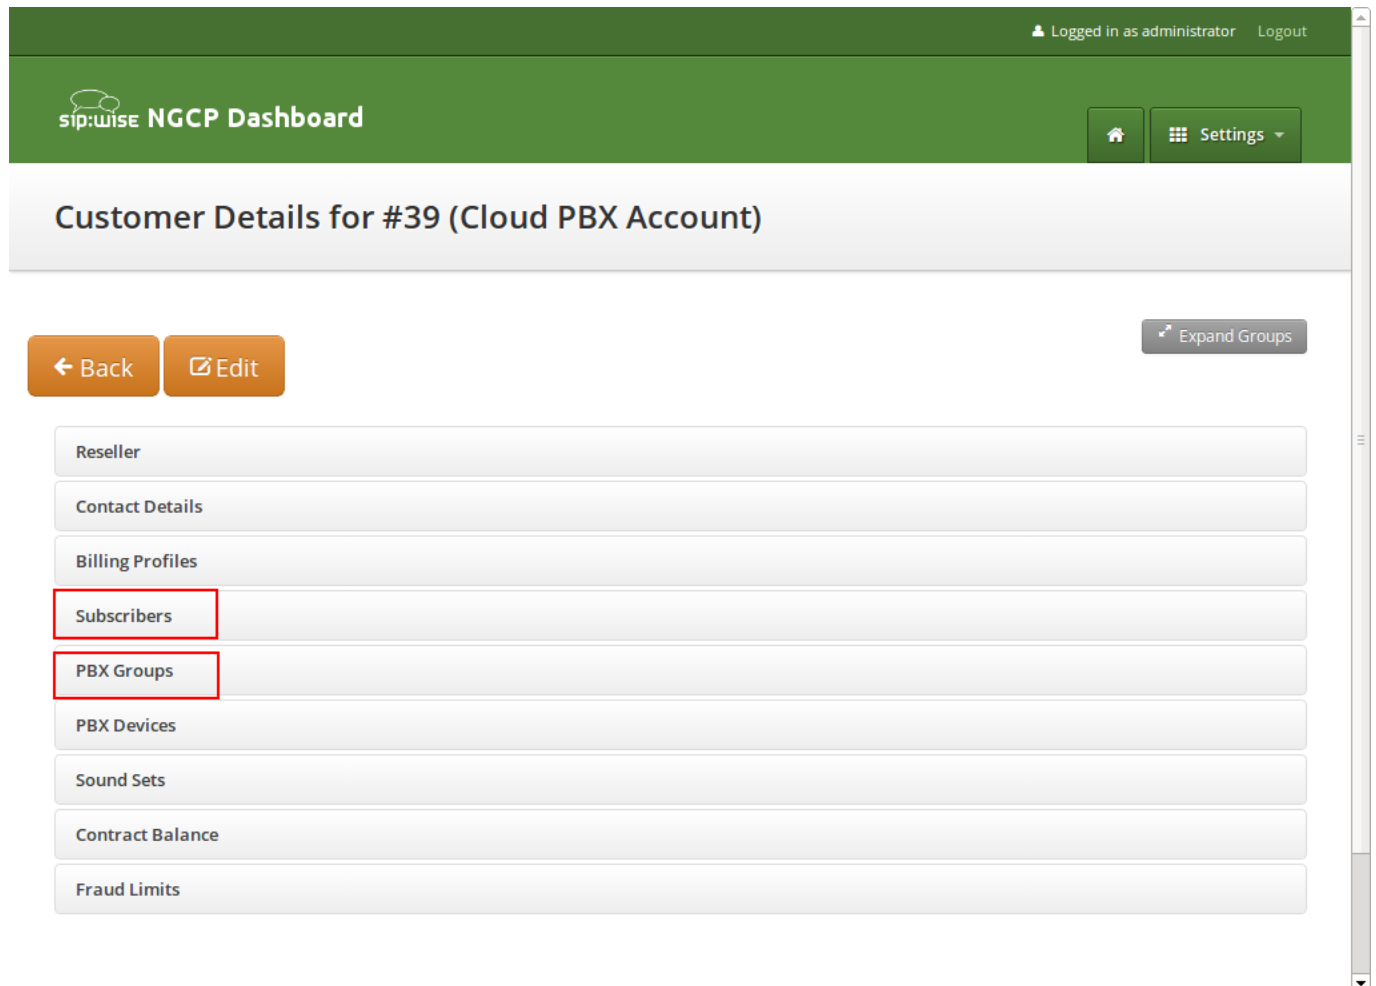 Logged in as administrator Logout
sip:wise NGCP Dashboard
Settings
Customer Details for #39 (Cloud PBX Account)
Expand Groups
Back Edit
Reseller
Contact Details
Billing Profiles
Subscribers
PBX Groups
PBX Devices
Sound Sets
Contract Balance
Fraud Limits